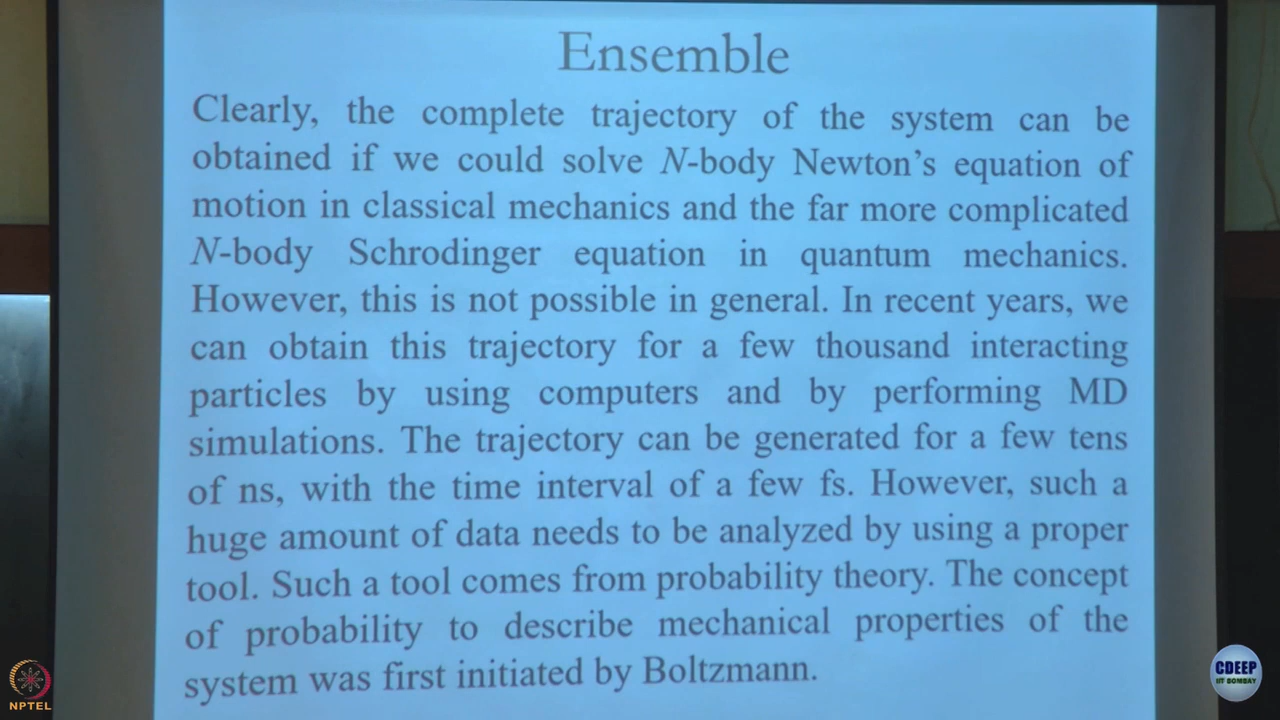 Ensemble
Clearly, the complete trajectory of the system can be
obtained if we could solve N-body Newton's equation of
motion in classical mechanics and the far more complicated
N-body Schrodinger equation in quantum mechanics.
However, this is not possible in general. In recent years, we
can obtain this trajectory for a few thousand interacting
particles by using computers and by performing MD
simulations. The trajectory can be generated for a few tens
of ns, with the time interval of a few fs. However, such a
huge amount of data needs to be analyzed by using a proper
tool. Such a tool comes from probability theory. The concept
of probability to describe mechanical properties of the
system was first initiated by Boltzmann.
NPTEL
CDEEP
IIT BOMBAY